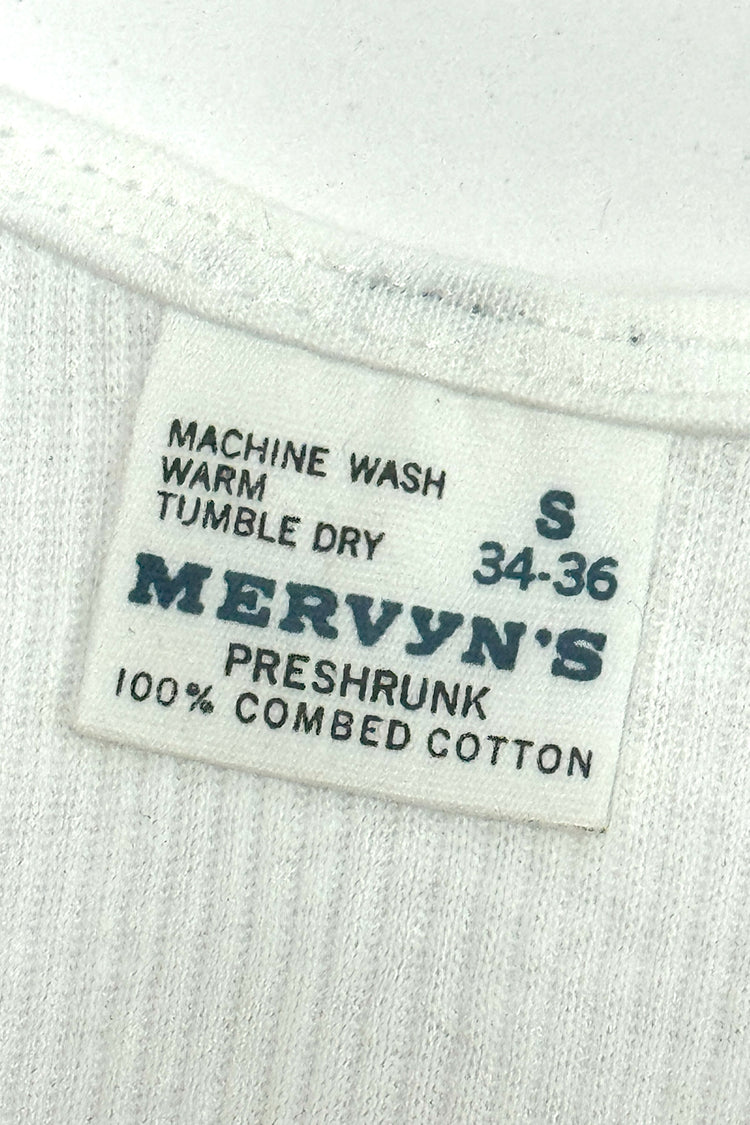 MACHINE WASH
WARM
TUMBLE DRY
S
34-36
MERVYN'S
PRESHRUNK
100% COMBED COTTON